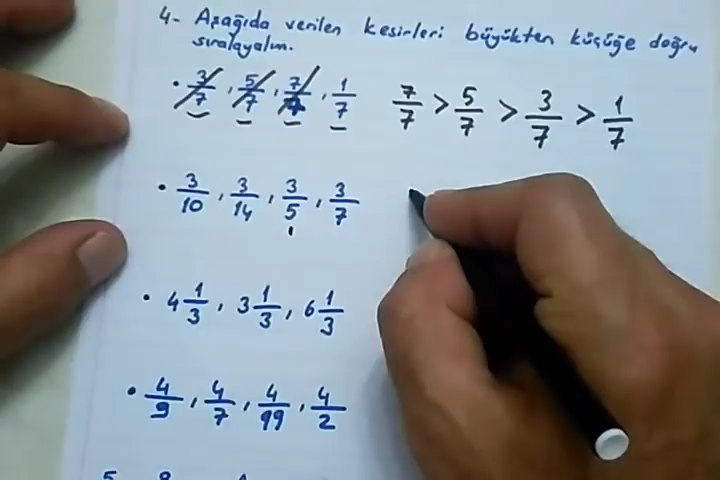 4- Aşağıda verilen kesirleri büyükten küçüğe doğru
sıralayalım.
• 3/7, 5/7, 7/7, 1/7 7/7 > 5/7 > 3/7 > 1/7
• 3/10, 3/14, 3/5, 3/7
• 4 1/3, 3 1/3, 6 1/3
• 4/9, 4/7, 4/99, 4/2